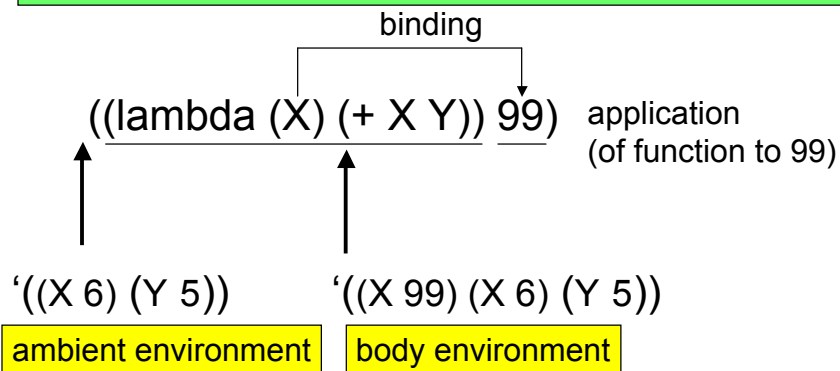 binding
((lambda (X) (+ X Y)) 99)
application
(of function to 99)
‘((X 6) (Y 5))
‘((X 99) (X 6) (Y 5))
ambient environment
body environment